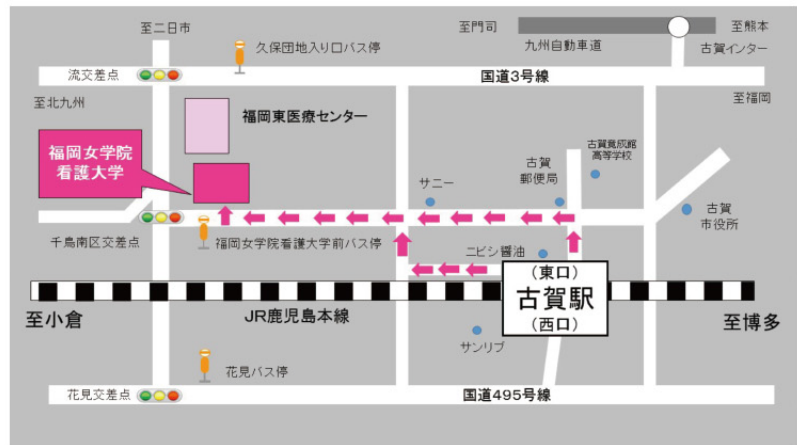 至二日市
久保団地入り口バス停
至門司
九州自動車道
至熊本
古賀インター
流交差点
国道3号線
至北九州
至福岡
福岡東医療センター
福岡女学院
看護大学
サニー
古賀
郵便局
古賀竟成館
高等学校
古賀
市役所
千鳥南区交差点
福岡女学院看護大学前バス停
ニビシ醤油
(東口)
古賀駅
(西口)
至小倉
JR鹿児島本線
至博多
サンリブ
花見バス停
花見交差点
国道495号線